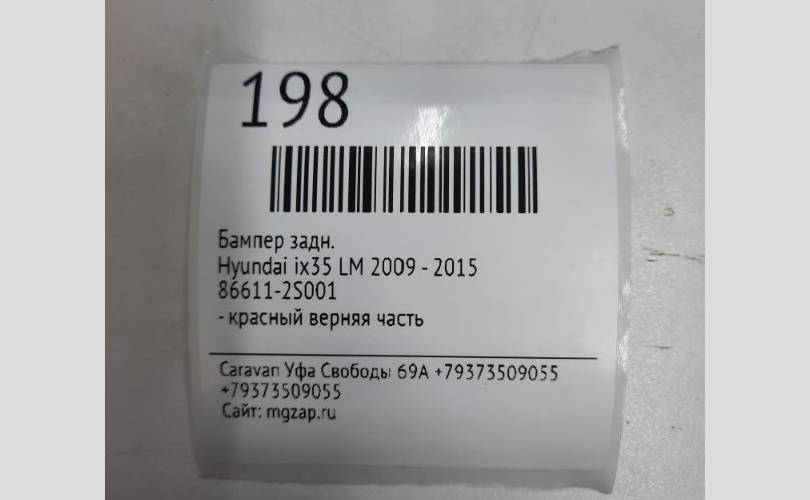 198
Бампер задн.
Hyundai ix35 LM 2009 - 2015
86611-2S001
- красный верняя часть
Caravan Уфа Свободы 69А +79373509055
+79373509055
Сайт: mgzap.ru